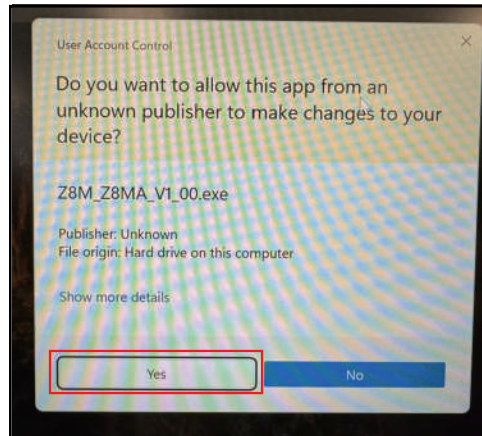 User Account Control
Do you want to allow this app from an
unknown publisher to make changes to your
device?
Z8M_Z8MA_V1_00.exe
Publisher: Unknown
File origin: Hard drive on this computer
Show more details
Yes
No